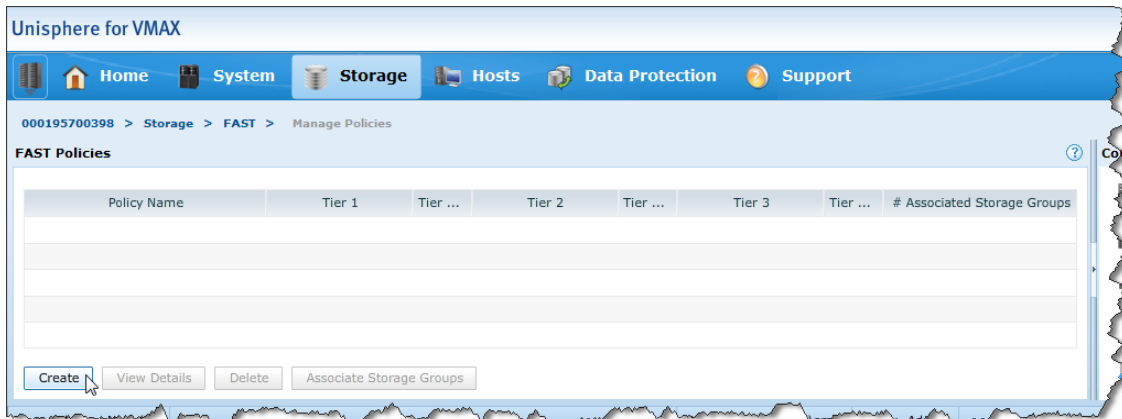 Unisphere for VMAX
Home System Storage Hosts Data Protection Support
000195700398 > Storage > FAST > Manage Policies
FAST Policies
Policy Name Tier 1 Tier ... Tier 2 Tier ... Tier 3 Tier ... # Associated Storage Groups
Create View Details Delete Associate Storage Groups